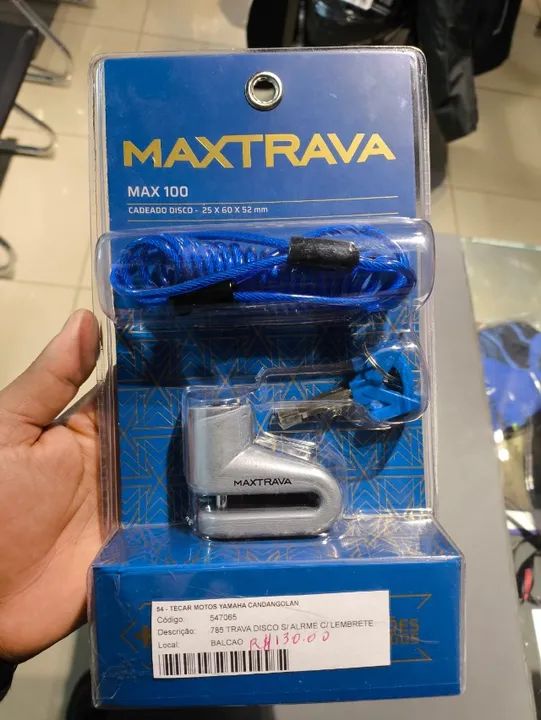 MAXTRAVA
MAX 100
CADEADO DISCO - 25 X 60 X 52 mm
MAXTRAVA
54 - TECAR MOTOS YAMAHA CANDANGOLAN
Código: 547065
Descrição: 785 TRAVA DISCO S/ ALRME C/ LEMBRETE
Local: BALCAO R$130.00